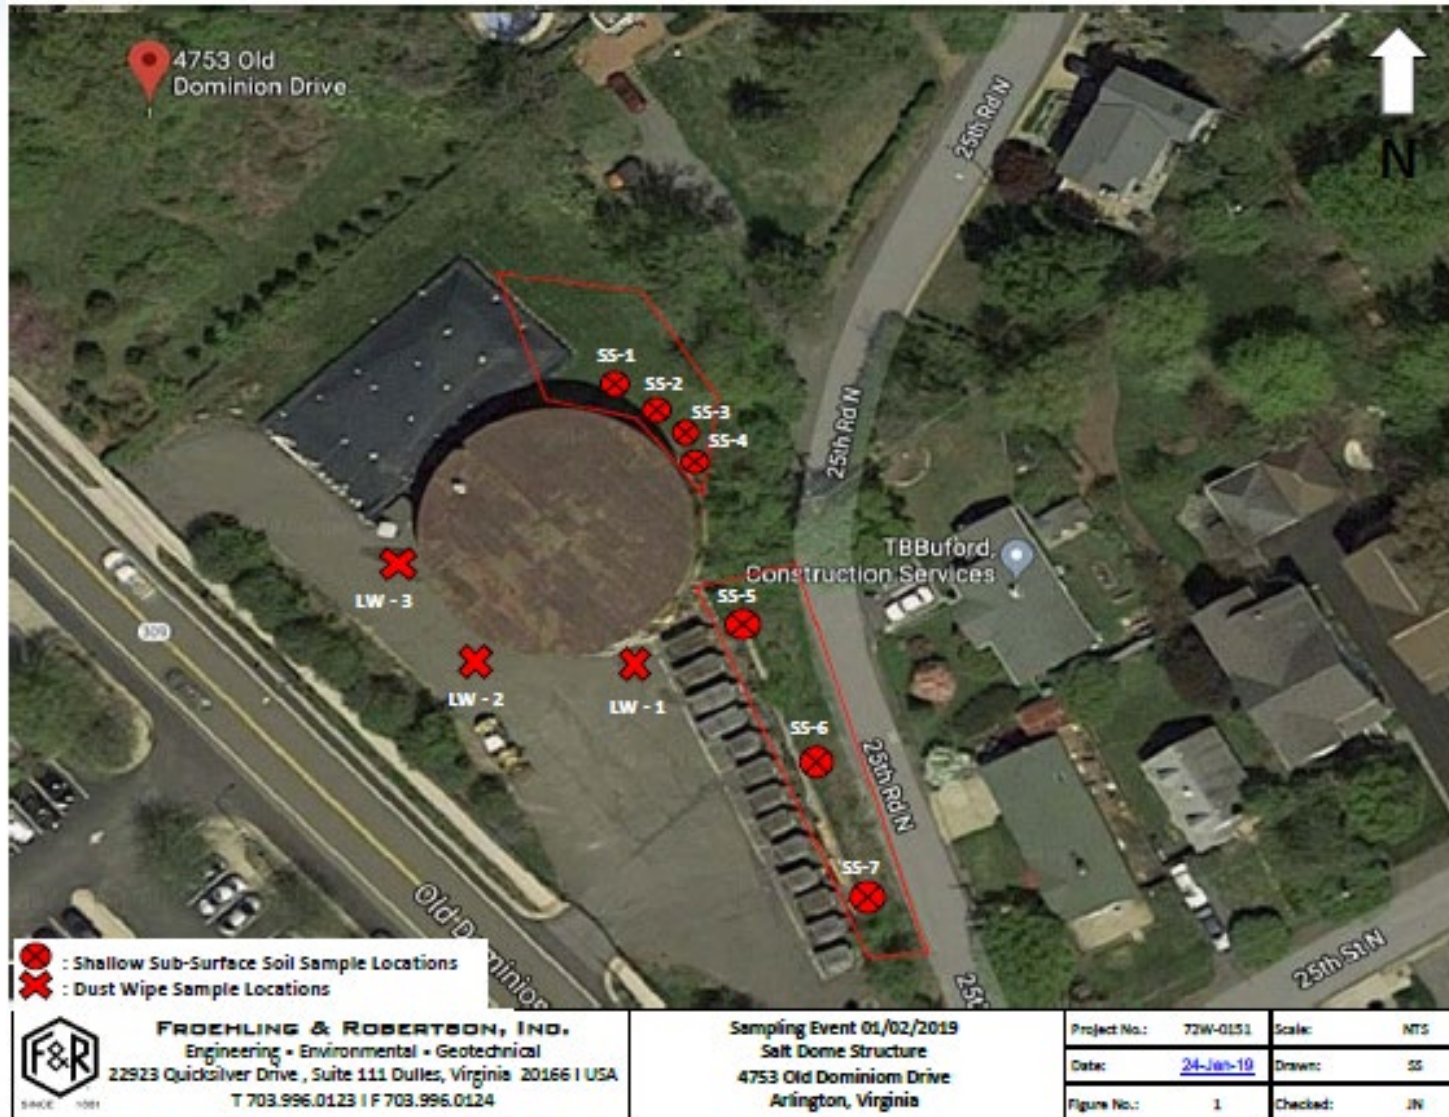 4753 Old
Dominion Drive
N
25th Rd N
SS-1
SS-2
SS-3
SS-4
25th Rd N
TBBuford,
Construction Services
SS-5
LW - 3
309
LW - 2
LW - 1
SS-6
25th Rd N
SS-7
Old Dominion
25th St N
: Shallow Sub-Surface Soil Sample Locations
: Dust Wipe Sample Locations
F&R
SINCE 1881
FROEHLING & ROBERTSON, INC.
Engineering - Environmental - Geotechnical
22923 Quicksilver Drive , Suite 111 Dulles, Virginia 20166 I USA
T 703.996.0123 I F 703.996.0124
Sampling Event 01/02/2019
Salt Dome Structure
4753 Old Dominiom Drive
Arlington, Virginia
Project No.: 72W-0151 Scale: NTS
Date: 24-Jan-19 Drawn: SS
Figure No.: 1 Checked: JN